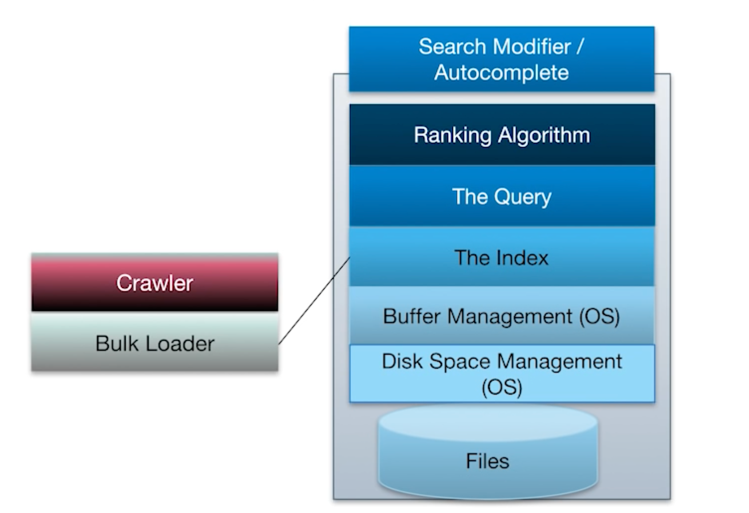 Search Modifier /
Autocomplete
Ranking Algorithm
The Query
The Index
Buffer Management (OS)
Disk Space Management
(OS)
Files
Crawler
Bulk Loader